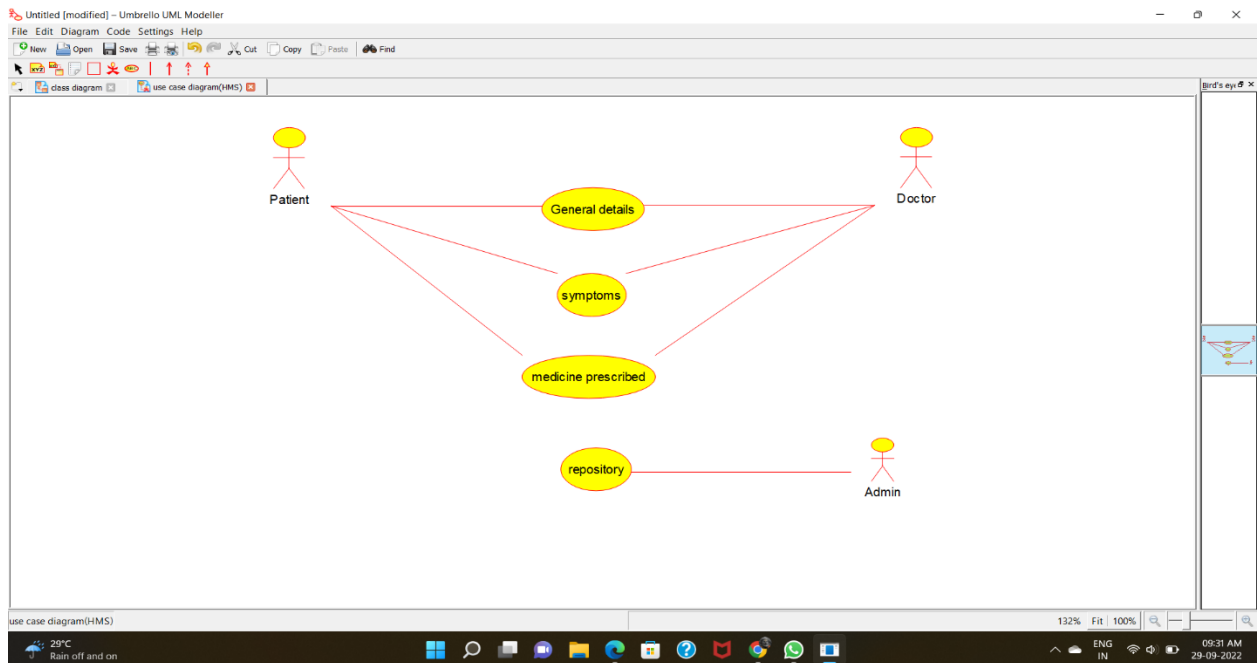 Untitled [modified] – Umbrello UML Modeller
File Edit Diagram Code Settings Help
New Open Save Cut Copy Paste Find
class diagram use case diagram(HMS)
Bird's eye
Patient
Doctor
General details
symptoms
medicine prescribed
repository
Admin
use case diagram(HMS)
132% Fit 100%
29°C
Rain off and on
ENG
IN
09:31 AM
29-09-2022